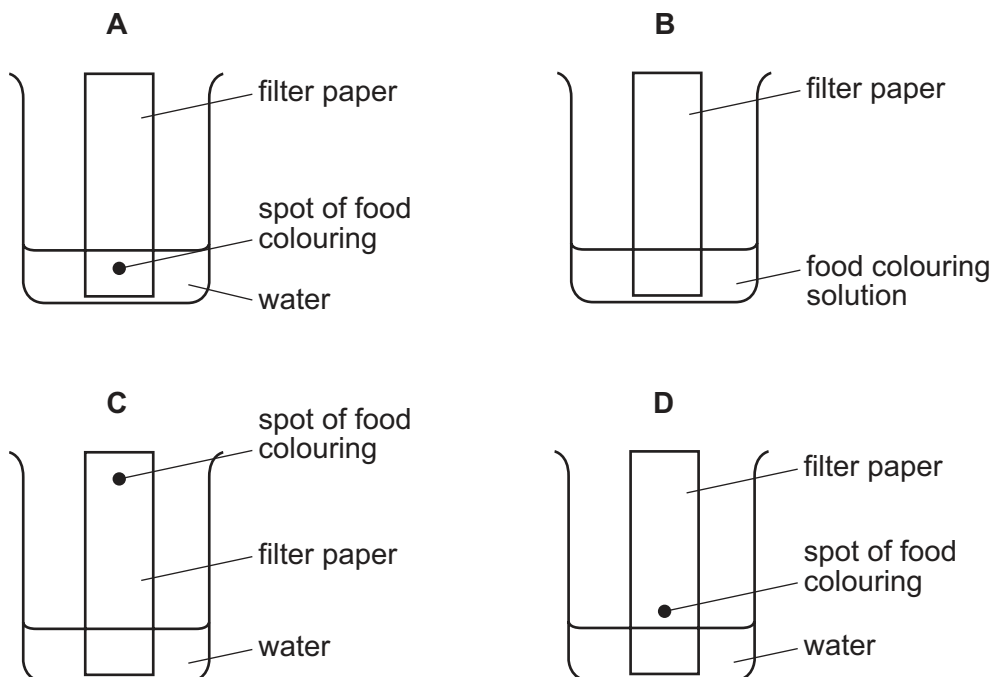 A
filter paper
spot of food
colouring
water
B
filter paper
food colouring
solution
C
spot of food
colouring
filter paper
water
D
filter paper
spot of food
colouring
water